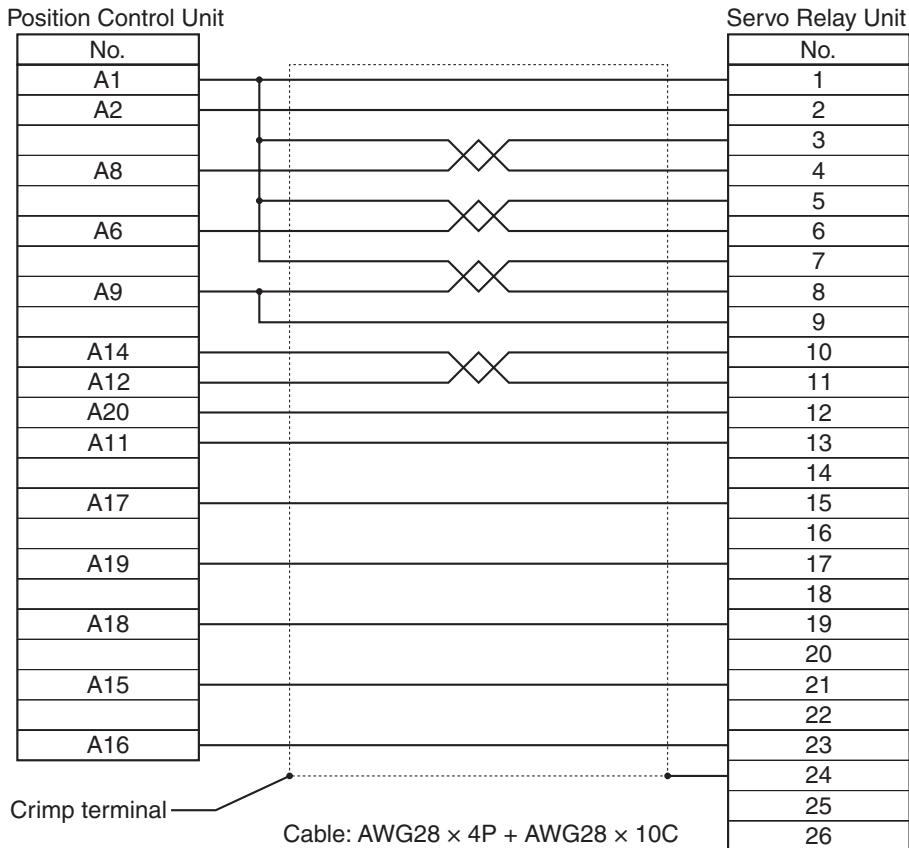 Position Control Unit Servo Relay Unit
No. No.
A1 1
A2 2
3
A8 4
5
A6 6
7
A9 8
9
A14 10
A12 11
A20 12
A11 13
14
A17 15
16
A19 17
18
A18 19
20
A15 21
22
A16 23
24
Crimp terminal 25
Cable: AWG28 × 4P + AWG28 × 10C 26